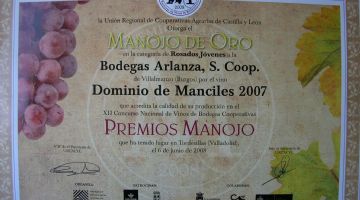 la Unión Regional de Cooperativas Agrarias de Castilla y León
Otorga el
MANOJO DE ORO
en la categoría de Rosados Jóvenes a la
Bodegas Arlanza, S. Coop.
de Villalmanzo (Burgos) por el vino
Dominio de Manciles 2007
que acredita la calidad de su producción en el
XII Concurso Nacional de Vinos de Bodegas Cooperativas
PREMIOS MANOJO
que ha tenido lugar en Tordesillas (Valladolid)
el 6 de junio de 2008
ORGANIZA
PATROCINAN
COLABORAN